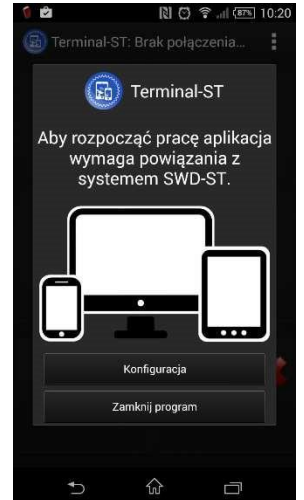 87% 10:20
Terminal-ST: Brak połączenia...
Terminal-ST
Aby rozpocząć pracę aplikacja
wymaga powiązania z
systemem SWD-ST.
Konfiguracja
Zamknij program